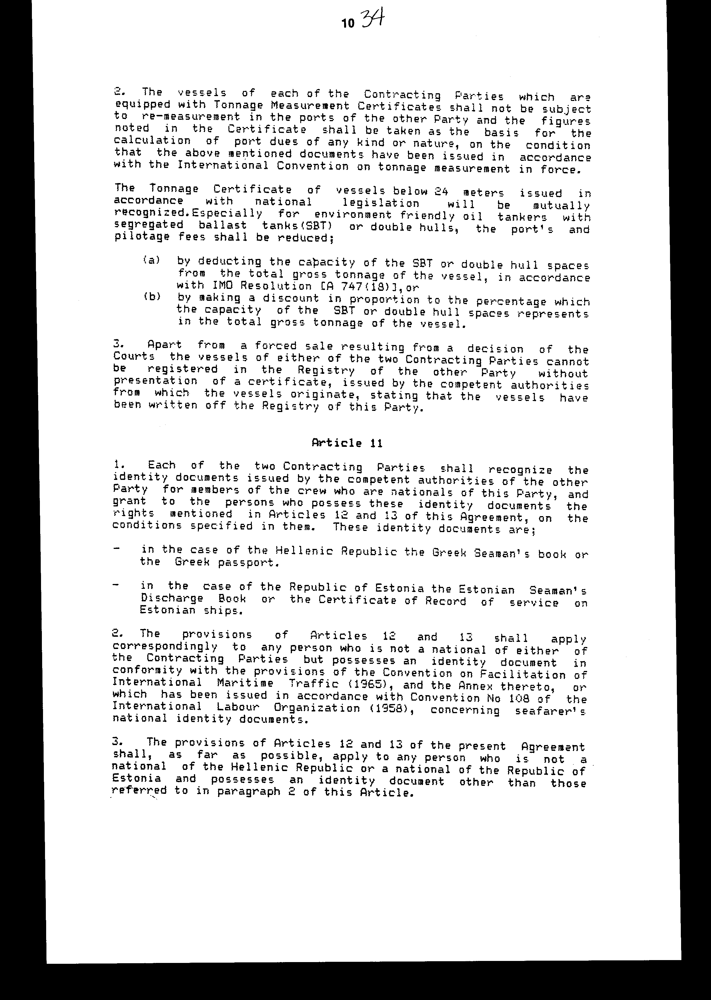 10 34
2. The vessels of each of the Contracting Parties which are
equipped with Tonnage Measurement Certificates shall not be subject
to re-measurement in the ports of the other Party and the figures
noted in the Certificate shall be taken as the basis for the
calculation of port dues of any kind or nature, on the condition
that the above mentioned documents have been issued in accordance
with the International Convention on tonnage measurement in force.
The Tonnage Certificate of vessels below 24 meters issued in
accordance with national legislation will be mutually
recognized.Especially for environment friendly oil tankers with
segregated ballast tanks(SBT) or double hulls, the port's and
pilotage fees shall be reduced;
(a) by deducting the capacity of the SBT or double hull spaces
from the total gross tonnage of the vessel, in accordance
with IMO Resolution [A 747(18)],or
(b) by making a discount in proportion to the percentage which
the capacity of the SBT or double hull spaces represents
in the total gross tonnage of the vessel.
3. Apart from a forced sale resulting from a decision of the
Courts the vessels of either of the two Contracting Parties cannot
be registered in the Registry of the other Party without
presentation of a certificate, issued by the competent authorities
from which the vessels originate, stating that the vessels have
been written off the Registry of this Party.
Article 11
1. Each of the two Contracting Parties shall recognize the
identity documents issued by the competent authorities of the other
Party for members of the crew who are nationals of this Party, and
grant to the persons who possess these identity documents the
rights mentioned in Articles 12 and 13 of this Agreement, on the
conditions specified in them. These identity documents are;
- in the case of the Hellenic Republic the Greek Seaman's book or
the Greek passport.
- in the case of the Republic of Estonia the Estonian Seaman's
Discharge Book or the Certificate of Record of service on
Estonian ships.
2. The provisions of Articles 12 and 13 shall apply
correspondingly to any person who is not a national of either of
the Contracting Parties but possesses an identity document in
conformity with the provisions of the Convention on Facilitation of
International Maritime Traffic (1965), and the Annex thereto, or
which has been issued in accordance with Convention No 108 of the
International Labour Organization (1958), concerning seafarer's
national identity documents.
3. The provisions of Articles 12 and 13 of the present Agreement
shall, as far as possible, apply to any person who is not a
national of the Hellenic Republic or a national of the Republic of
Estonia and possesses an identity document other than those
referred to in paragraph 2 of this Article.